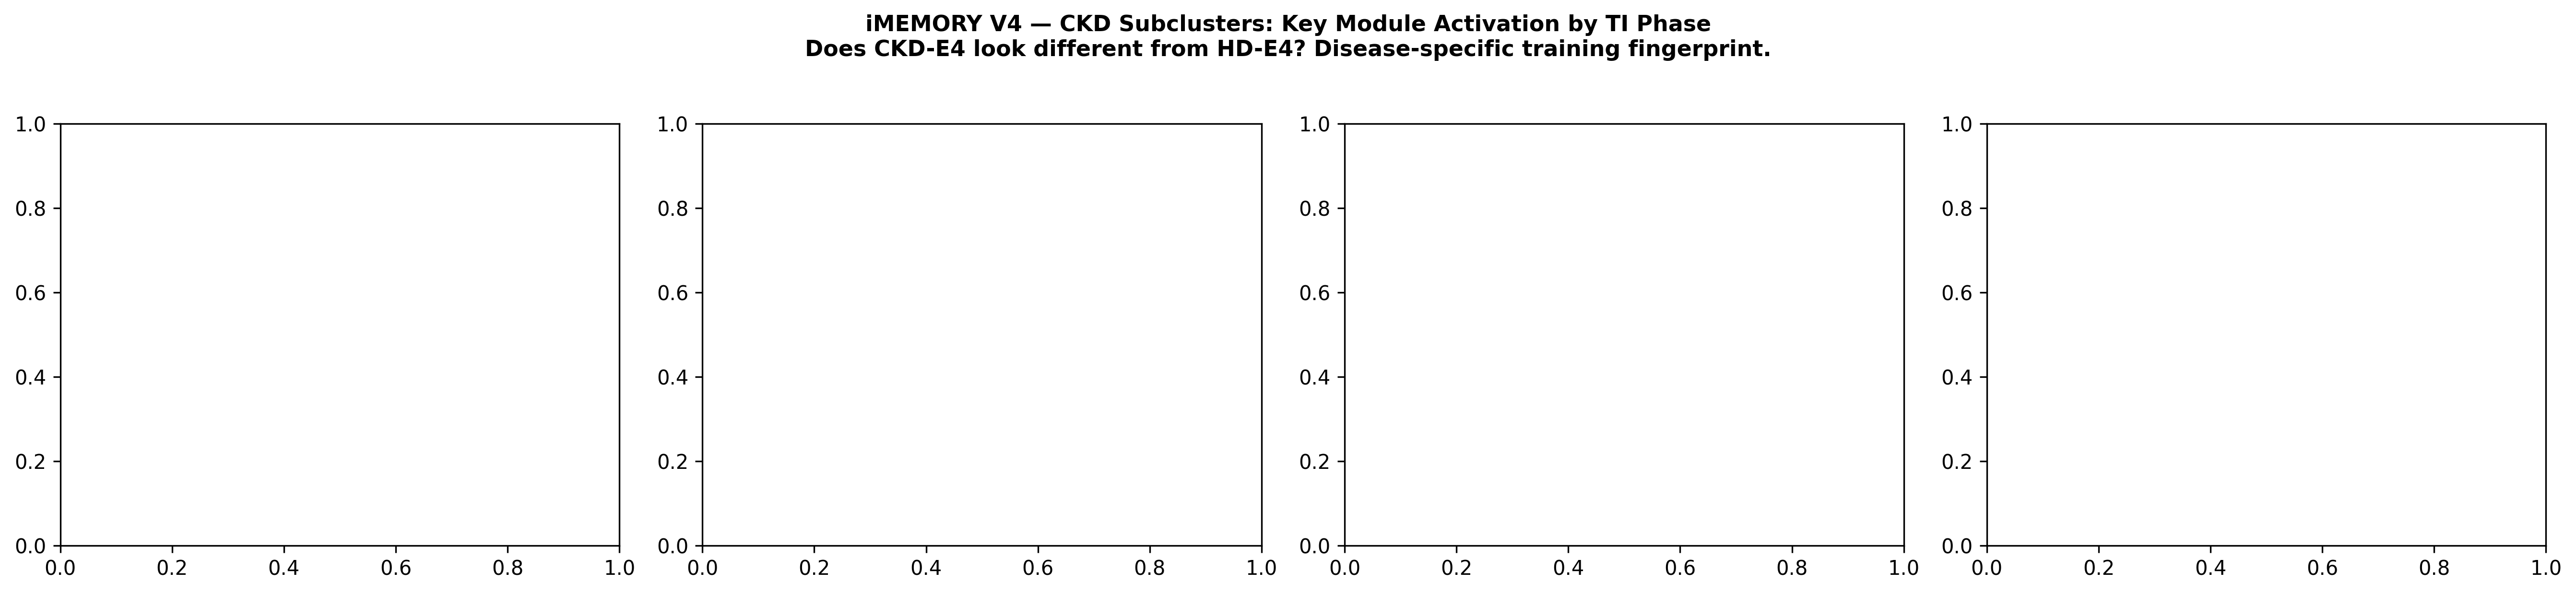 iMEMORY V4 — CKD Subclusters: Key Module Activation by TI Phase
Does CKD-E4 look different from HD-E4? Disease-specific training fingerprint.
1.0 1.0 1.0 1.0
0.8 0.8 0.8 0.8
0.6 0.6 0.6 0.6
0.4 0.4 0.4 0.4
0.2 0.2 0.2 0.2
0.0 0.0 0.0 0.0
0.0 0.2 0.4 0.6 0.8 1.0 0.0 0.2 0.4 0.6 0.8 1.0 0.0 0.2 0.4 0.6 0.8 1.0 0.0 0.2 0.4 0.6 0.8 1.0